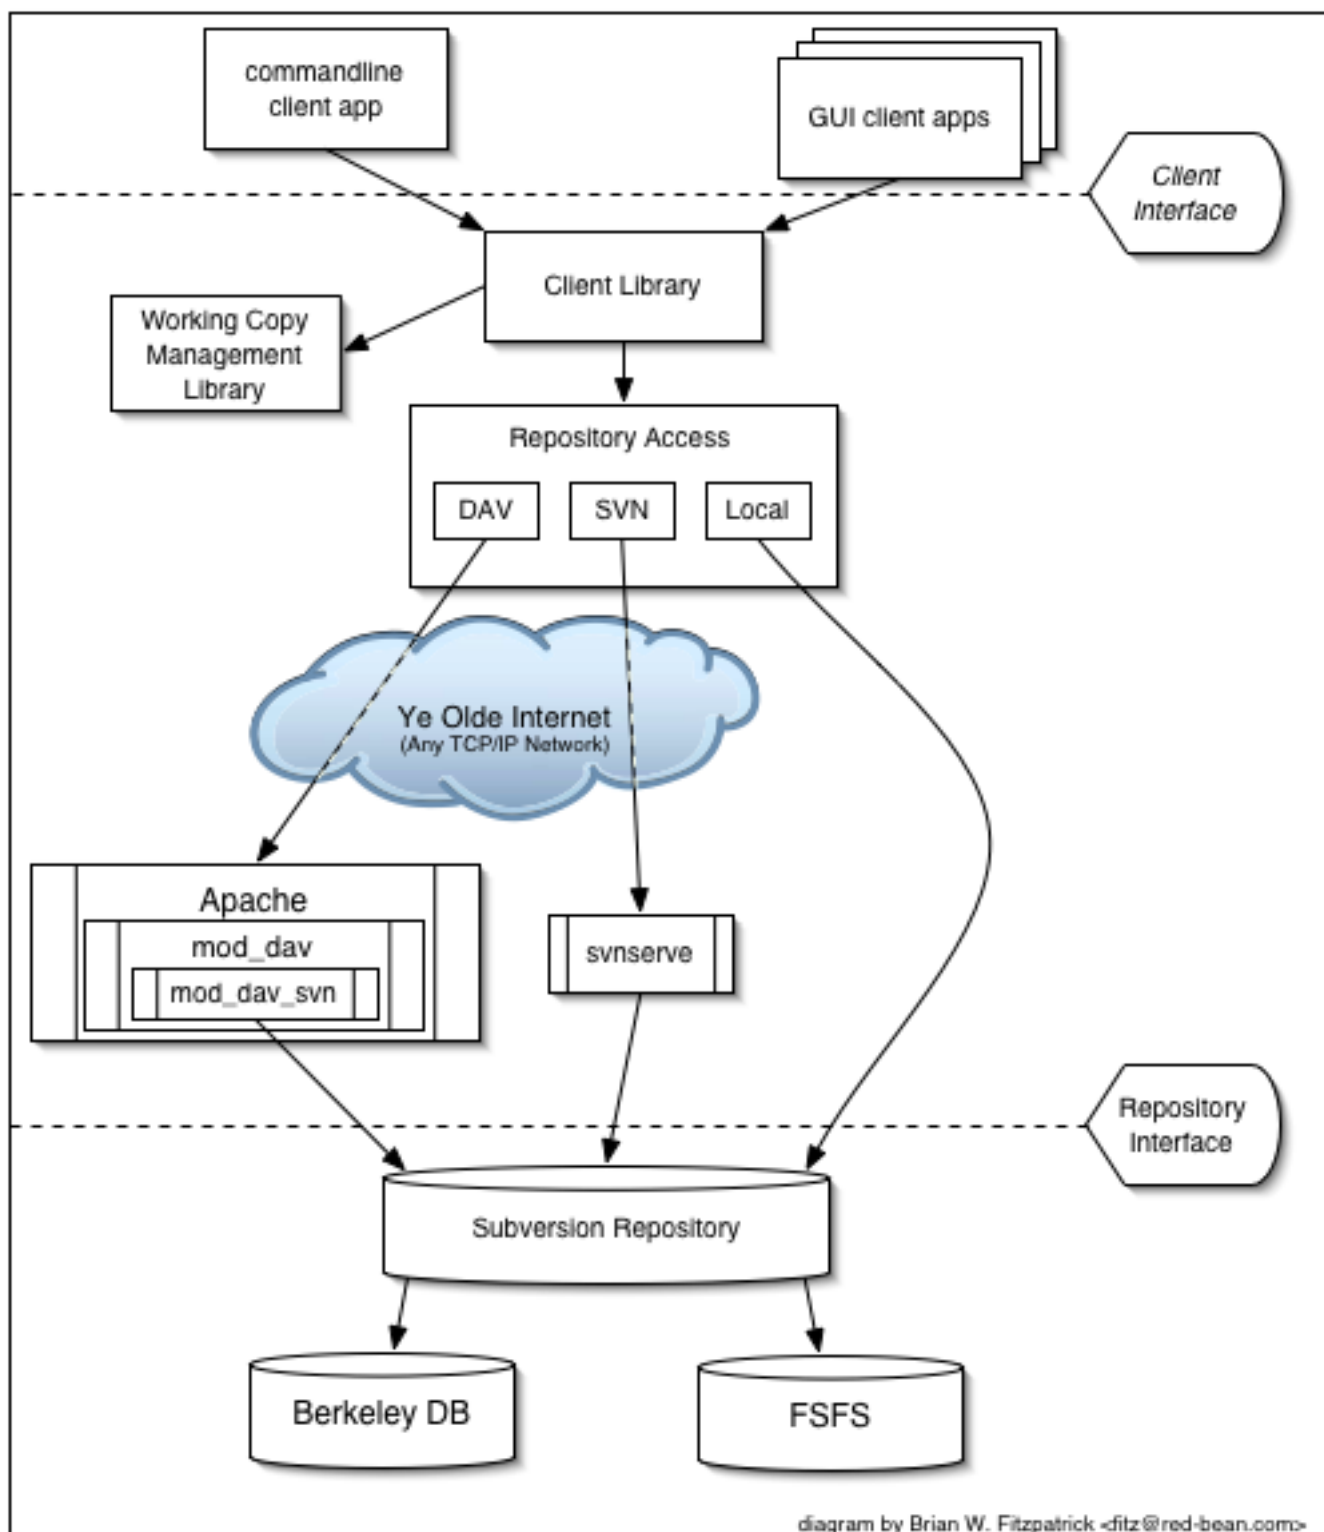 commandline
client app
GUI client apps
Client
Interface
Client Library
Working Copy
Management
Library
Repository Access
DAV
SVN
Local
Ye Olde Internet
(Any TCP/IP Network)
Apache
mod_dav
mod_dav_svn
svnserve
Repository
Interface
Subversion Repository
Berkeley DB
FSFS
diagram by Brian W. Fitzpatrick <fitz@red-bean.com>